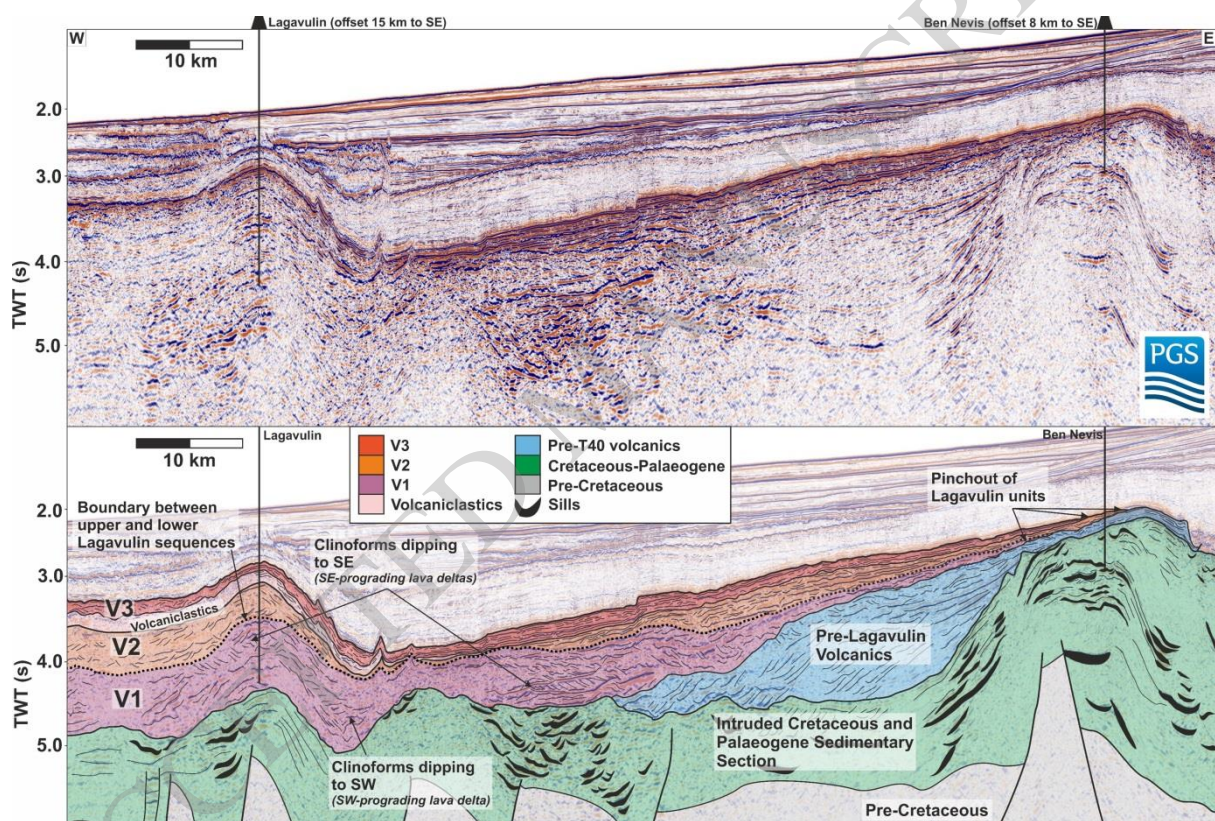 Lagavulin (offset 15 km to SE)
Ben Nevis (offset 8 km to SE)
W
E
10 km
2.0
3.0
4.0
5.0
TWT (s)
PGS
10 km
Lagavulin
Ben Nevis
V3
V2
V1
Volcaniclastics
Pre-T40 volcanics
Cretaceous-Palaeogene
Pre-Cretaceous
Sills
Pinchout of
Lagavulin units
Boundary between
upper and lower
Lagavulin sequences
Clinoforms dipping
to SE
(SE-prograding lava deltas)
2.0
3.0
4.0
5.0
TWT (s)
V3
Volcaniclastics
V2
V1
Pre-Lagavulin
Volcanics
Clinoforms dipping
to SW
(SW-prograding lava delta)
Intruded Cretaceous and
Palaeogene Sedimentary
Section
Pre-Cretaceous